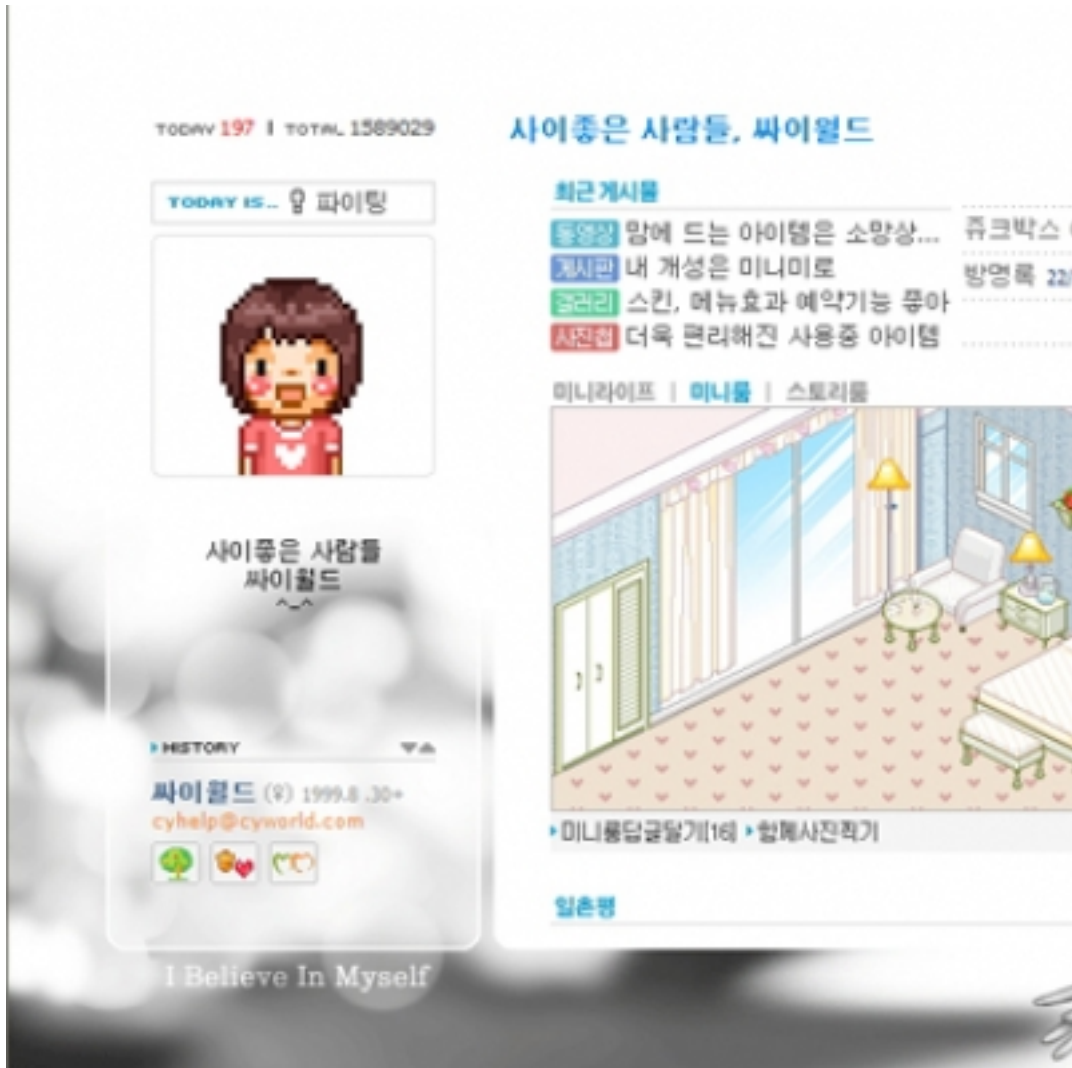 TODAY 197 | TOTAL 1589029
사이좋은 사람들, 싸이월드
TODAY IS.. 파이팅
사이좋은 사람들
싸이월드
^_^
HISTORY
싸이월드 (♀) 1999.8 .30+
cyhelp@cyworld.com
I Believe In Myself
최근 게시물
동영상 맘에 드는 아이템은 소망상...
게시판 내 개성은 미니미로
갤러리 스킨, 메뉴효과 예약기능 좋아
사진첩 더욱 편리해진 사용중 아이템
쥬크박스
방명록 22/
미니라이프 | 미니룸 | 스토리룸
미니룸답글달기[16] 함께사진찍기
일촌평